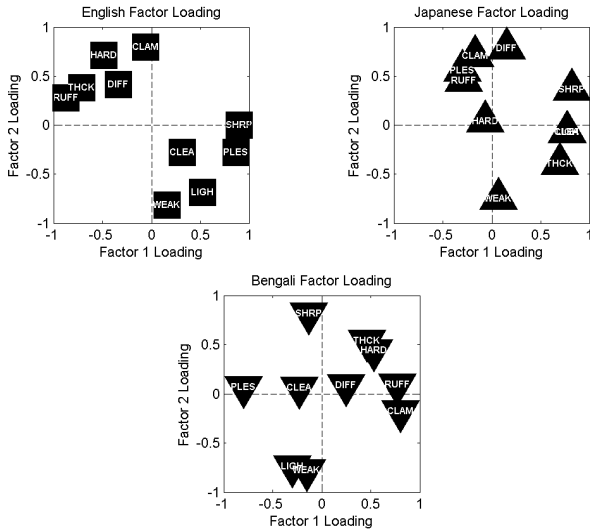 English Factor Loading
Factor 2 Loading
1
0.5
0
-0.5
-1
HARD
CLAM
THCK
DIFF
RUFF
SHRP
CLEA
PLES
LIGH
WEAK
-1 -0.5 0 0.5 1
Factor 1 Loading
Japanese Factor Loading
Factor 2 Loading
1
0.5
0
-0.5
-1
DIFF
CLAM
PLES
RUFF
SHRP
HARD
THCK
WEAK
-1 -0.5 0 0.5 1
Factor 1 Loading
Bengali Factor Loading
Factor 2 Loading
1
0.5
0
-0.5
-1
SHRP
THCK
HARD
PLES
CLEA
DIFF
RUFF
CLAM
LIGH
WEAK
-1 -0.5 0 0.5 1
Factor 1 Loading